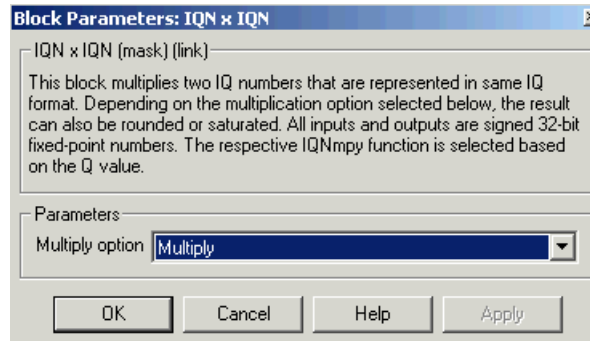 Block Parameters: IQN x IQN
IQN x IQN (mask) (link)
This block multiplies two IQ numbers that are represented in same IQ
format. Depending on the multiplication option selected below, the result
can also be rounded or saturated. All inputs and outputs are signed 32-bit
fixed-point numbers. The respective IQNmpy function is selected based
on the Q value.
Parameters
Multiply option Multiply
OK Cancel Help Apply